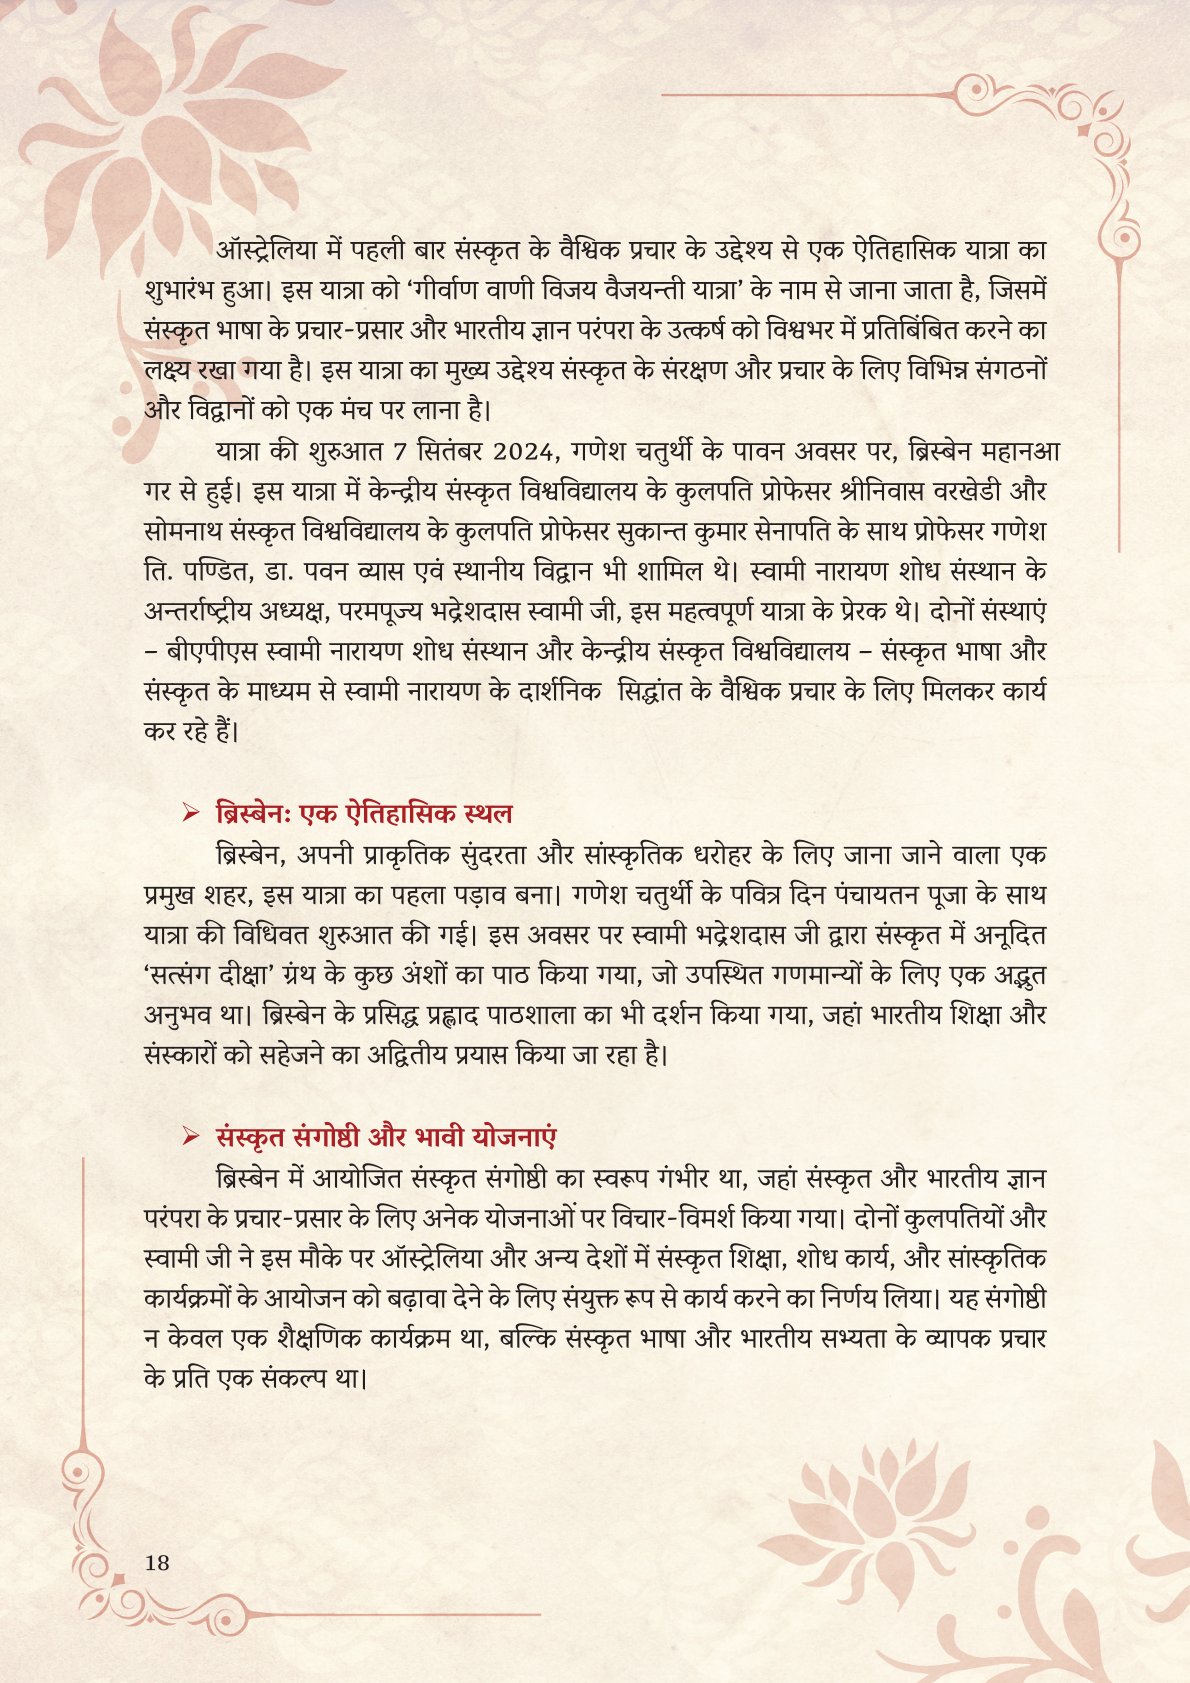 ऑस्ट्रेलिया में पहली बार संस्कृत के वैश्विक प्रचार के उद्देश्य से एक ऐतिहासिक यात्रा का
शुभारंभ हुआ। इस यात्रा को ‘गीर्वाण वाणी विजय वैजयन्ती यात्रा’ के नाम से जाना जाता है, जिसमें
संस्कृत भाषा के प्रचार-प्रसार और भारतीय ज्ञान परंपरा के उत्कर्ष को विश्वभर में प्रतिबिंबित करने का
लक्ष्य रखा गया है। इस यात्रा का मुख्य उद्देश्य संस्कृत के संरक्षण और प्रचार के लिए विभिन्न संगठनों
और विद्वानों को एक मंच पर लाना है।
यात्रा की शुरुआत 7 सितंबर 2024, गणेश चतुर्थी के पावन अवसर पर, ब्रिस्बेन महानआ
गर से हुई। इस यात्रा में केन्द्रीय संस्कृत विश्वविद्यालय के कुलपति प्रोफेसर श्रीनिवास वरखेडी और
सोमनाथ संस्कृत विश्वविद्यालय के कुलपति प्रोफेसर सुकान्त कुमार सेनापति के साथ प्रोफेसर गणेश
ति. पण्डित, डा. पवन व्यास एवं स्थानीय विद्वान भी शामिल थे। स्वामी नारायण शोध संस्थान के
अन्तर्राष्ट्रीय अध्यक्ष, परमपूज्य भद्रेशदास स्वामी जी, इस महत्वपूर्ण यात्रा के प्रेरक थे। दोनों संस्थाएं
– बीएपीएस स्वामी नारायण शोध संस्थान और केन्द्रीय संस्कृत विश्वविद्यालय – संस्कृत भाषा और
संस्कृत के माध्यम से स्वामी नारायण के दार्शनिक सिद्धांत के वैश्विक प्रचार के लिए मिलकर कार्य
कर रहे हैं।
➢ ब्रिस्बेन: एक ऐतिहासिक स्थल
ब्रिस्बेन, अपनी प्राकृतिक सुंदरता और सांस्कृतिक धरोहर के लिए जाना जाने वाला एक
प्रमुख शहर, इस यात्रा का पहला पड़ाव बना। गणेश चतुर्थी के पवित्र दिन पंचायतन पूजा के साथ
यात्रा की विधिवत शुरुआत की गई। इस अवसर पर स्वामी भद्रेशदास जी द्वारा संस्कृत में अनूदित
‘सत्संग दीक्षा’ ग्रंथ के कुछ अंशों का पाठ किया गया, जो उपस्थित गणमान्यों के लिए एक अद्भुत
अनुभव था। ब्रिस्बेन के प्रसिद्ध प्रह्लाद पाठशाला का भी दर्शन किया गया, जहां भारतीय शिक्षा और
संस्कारों को सहेजने का अद्वितीय प्रयास किया जा रहा है।
➢ संस्कृत संगोष्ठी और भावी योजनाएं
ब्रिस्बेन में आयोजित संस्कृत संगोष्ठी का स्वरूप गंभीर था, जहां संस्कृत और भारतीय ज्ञान
परंपरा के प्रचार-प्रसार के लिए अनेक योजनाओं पर विचार-विमर्श किया गया। दोनों कुलपतियों और
स्वामी जी ने इस मौके पर ऑस्ट्रेलिया और अन्य देशों में संस्कृत शिक्षा, शोध कार्य, और सांस्कृतिक
कार्यक्रमों के आयोजन को बढ़ावा देने के लिए संयुक्त रूप से कार्य करने का निर्णय लिया। यह संगोष्ठी
न केवल एक शैक्षणिक कार्यक्रम था, बल्कि संस्कृत भाषा और भारतीय सभ्यता के व्यापक प्रचार
के प्रति एक संकल्प था।
18